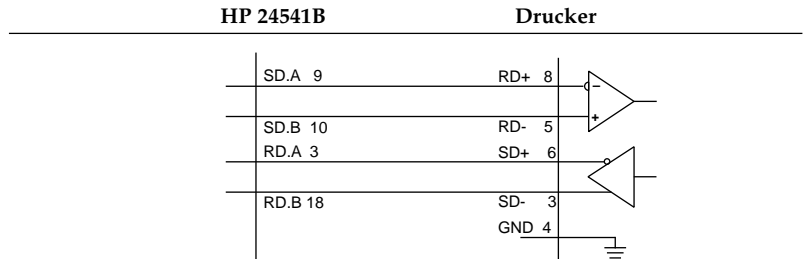 HP 24541B Drucker
SD.A 9 RD+ 8
SD.B 10 RD- 5
RD.A 3 SD+ 6
RD.B 18 SD- 3
GND 4